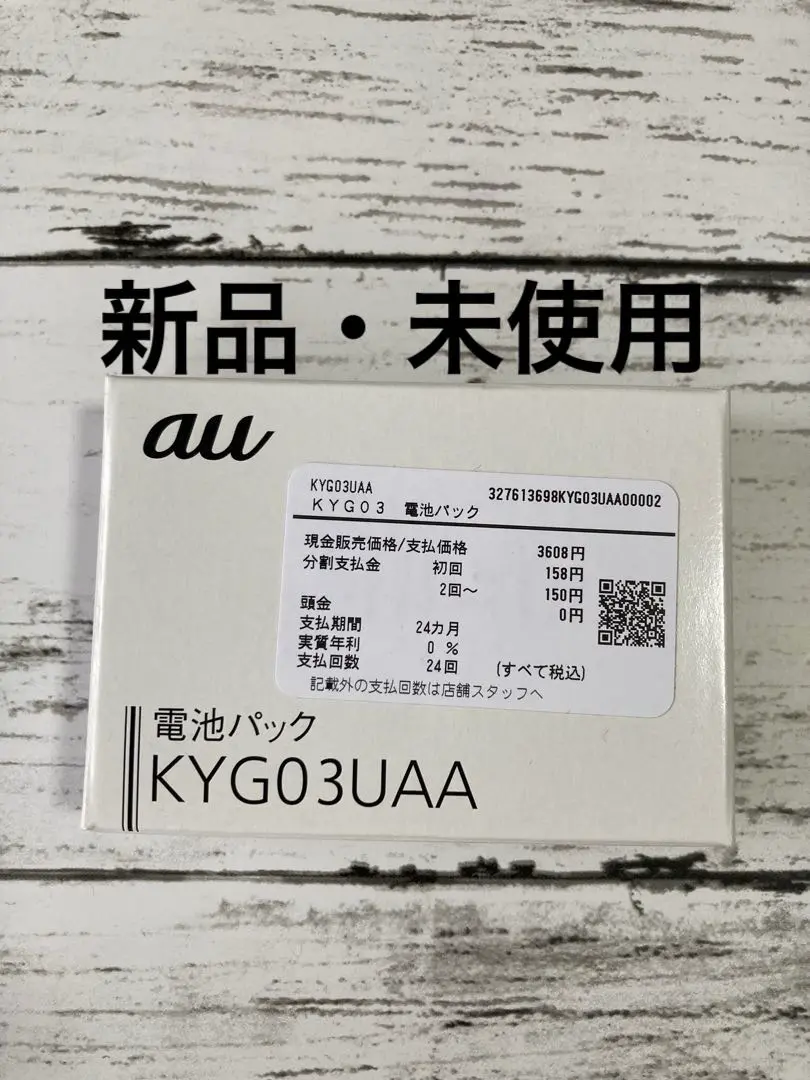 新品・未使用
au
KYG03UAA 327613698KYG03UAA00002
KYG03 電池パック
現金販売価格/支払価格 3608円
分割支払金 初回 158円
2回〜 150円
頭金 0円
支払期間 24カ月
実質年利 0 %
支払回数 24回 (すべて税込)
記載外の支払回数は店舗スタッフへ
電池パック
KYG03UAA